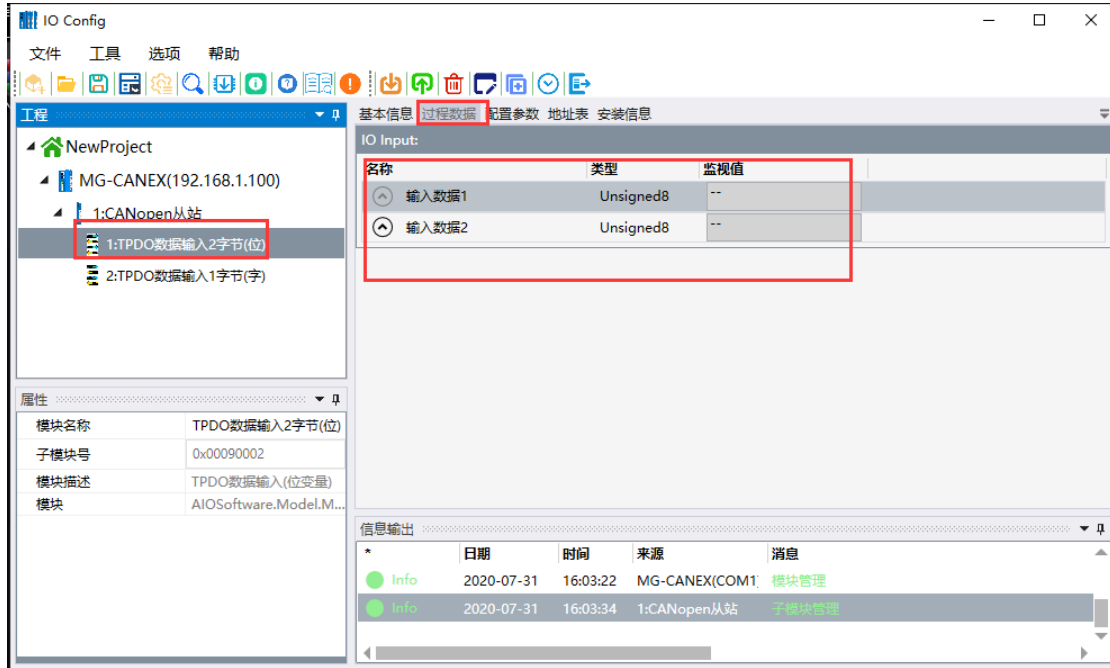 IO Config
文件 工具 选项 帮助
工程
NewProject
MG-CANEX(192.168.1.100)
1:CANopen从站
1:TPDO数据输入2字节(位)
2:TPDO数据输入1字节(字)
基本信息 过程数据 配置参数 地址表 安装信息
IO Input:
名称 类型 监视值
输入数据1 Unsigned8 --
输入数据2 Unsigned8 --
属性
模块名称 TPDO数据输入2字节(位)
子模块号 0x00090002
模块描述 TPDO数据输入(位变量)
模块 AIOSoftware.Model.M...
信息输出
* 日期 时间 来源 消息
Info 2020-07-31 16:03:22 MG-CANEX(COM1) 模块管理
Info 2020-07-31 16:03:34 1:CANopen从站 子模块管理